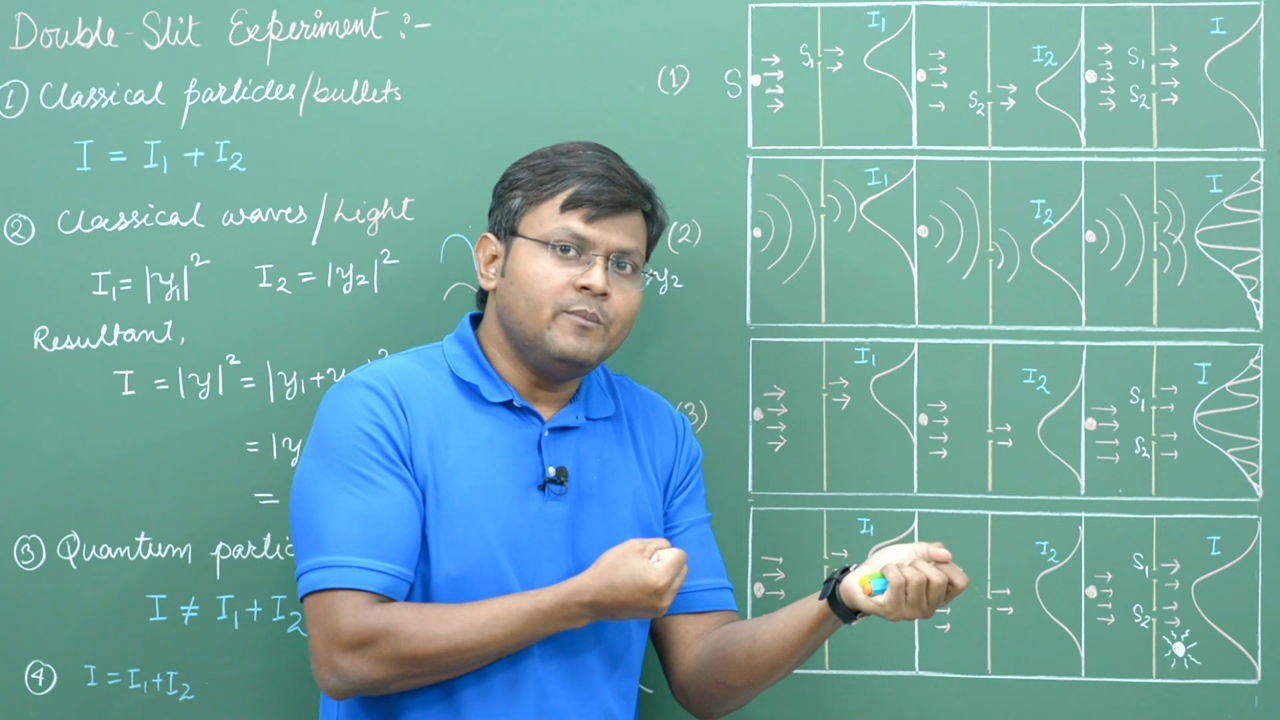 Double-Slit Experiment :-
① Classical particles/bullets
I = I₁ + I₂
② Classical waves/Light
I₁ = |y₁|² I₂ = |y₂|²
Resultant,
I = |y|² = |y₁+y
= |y
=
③ Quantum partic
I ≠ I₁ + I₂
④ I = I₁+I₂
y₂
(1) S S₁ I₁ S₂ I₂ S₁ S₂ I
(2) I₁ I₂ I
(3) I₁ I₂ S₁ S₂ I
I₁ I₂ S₁ S₂ I